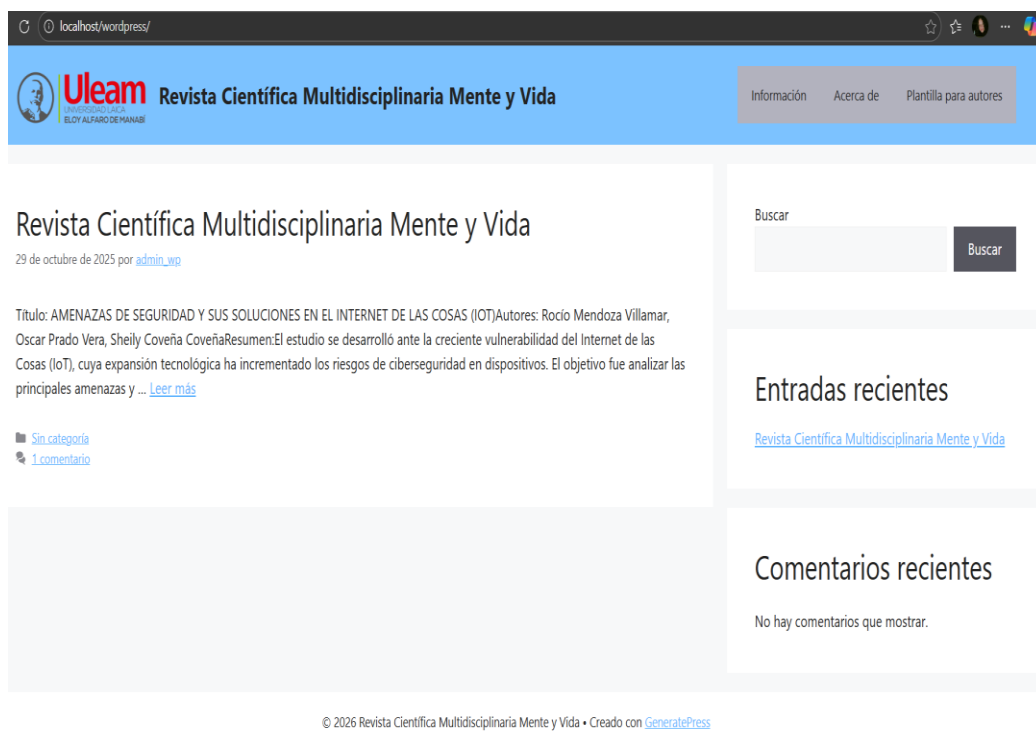 localhost/wordpress/
Uleam
UNIVERSIDAD LAICA
ELOY ALFARO DE MANABÍ
Revista Científica Multidisciplinaria Mente y Vida
Información
Acerca de
Plantilla para autores
Revista Científica Multidisciplinaria Mente y Vida
29 de octubre de 2025 por admin_wp
Título: AMENAZAS DE SEGURIDAD Y SUS SOLUCIONES EN EL INTERNET DE LAS COSAS (IOT)Autores: Rocío Mendoza Villamar,
Oscar Prado Vera, Sheily Coveña CoveñaResumen:El estudio se desarrolló ante la creciente vulnerabilidad del Internet de las
Cosas (IoT), cuya expansión tecnológica ha incrementado los riesgos de ciberseguridad en dispositivos. El objetivo fue analizar las
principales amenazas y ... Leer más
Sin categoría
1 comentario
Buscar
Buscar
Entradas recientes
Revista Científica Multidisciplinaria Mente y Vida
Comentarios recientes
No hay comentarios que mostrar.
© 2026 Revista Científica Multidisciplinaria Mente y Vida • Creado con GeneratePress